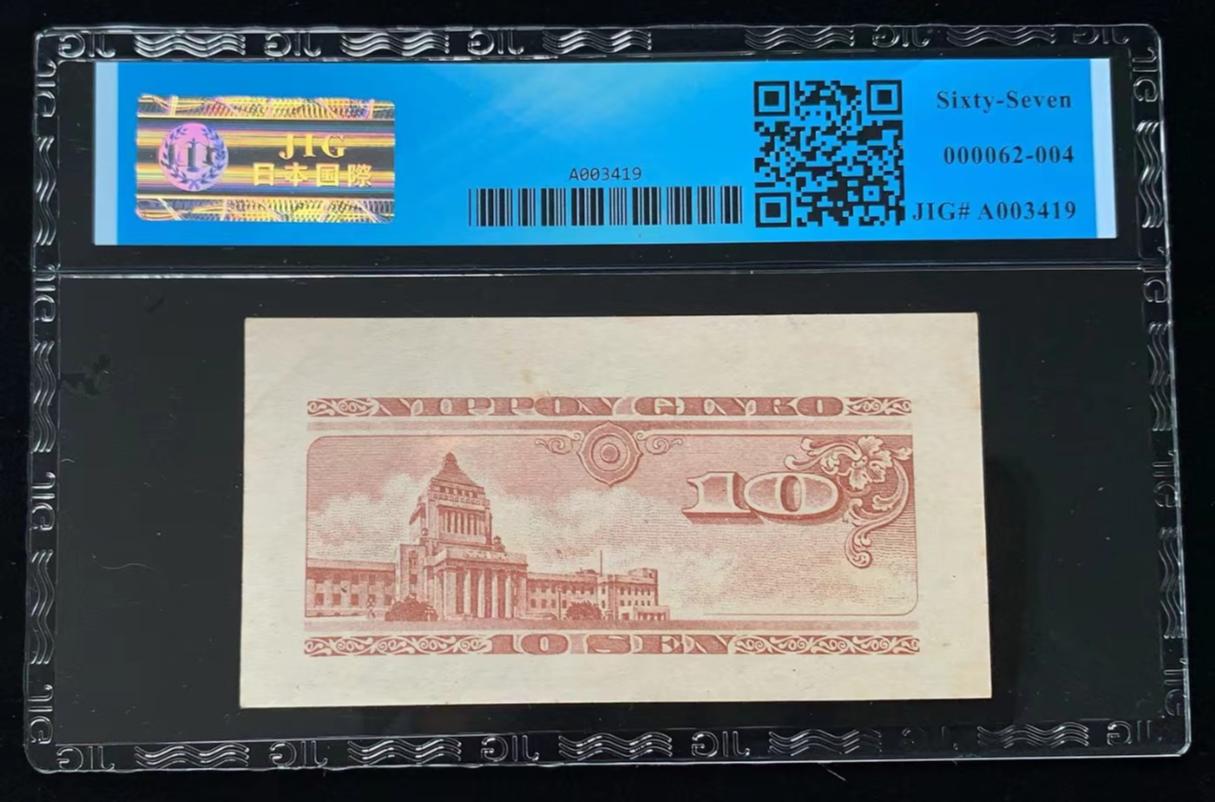 JIG
日本国際
A003419
Sixty-Seven
000062-004
JIG# A003419
NIPPON GINKO
10
10 SEN